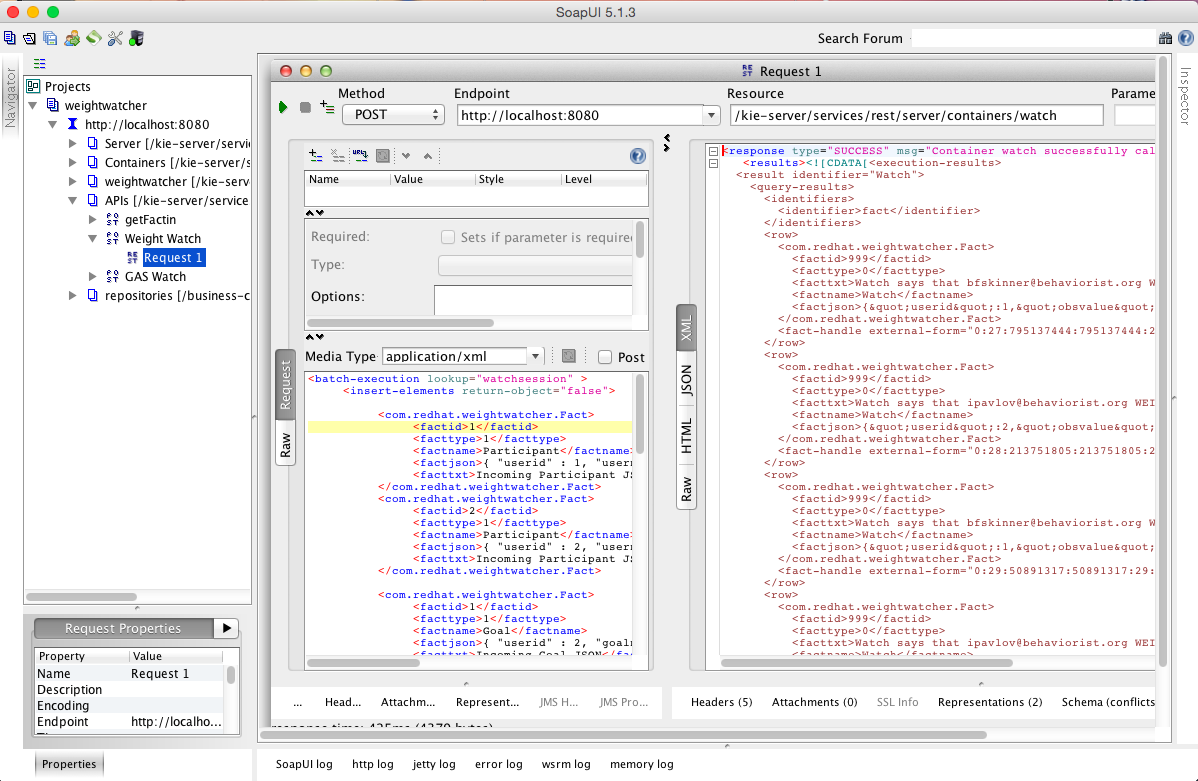 SoapUI 5.1.3
Search Forum
Navigator
Projects
weightwatcher
http://localhost:8080
Server [/kie-server/servi
Containers [/kie-server/s
weightwatcher [/kie-serv
APIs [/kie-server/service
getFactin
Weight Watch
Request 1
GAS Watch
repositories [/business-c
Request Properties
Property Value
Name Request 1
Description
Encoding
Endpoint http://localho...
Properties
Request 1
Method Endpoint Resource Parame
POST http://localhost:8080 /kie-server/services/rest/server/containers/watch
Name Value Style Level
Required: Sets if parameter is required
Type:
Options:
Media Type application/xml Post
Request
Raw
<batch-execution lookup="watchsession" >
<insert-elements return-object="false">
<com.redhat.weightwatcher.Fact>
<factid>1</factid>
<facttype>1</facttype>
<factname>Participant</factname>
<factjson>{ "userid" : 1, "usern
<facttxt>Incoming Participant JS
</com.redhat.weightwatcher.Fact>
<com.redhat.weightwatcher.Fact>
<factid>2</factid>
<facttype>1</facttype>
<factname>Participant</factname>
<factjson>{ "userid" : 2, "usern
<facttxt>Incoming Participant JS
</com.redhat.weightwatcher.Fact>
<com.redhat.weightwatcher.Fact>
<factid>1</factid>
<facttype>1</facttype>
<factname>Goal</factname>
<factjson>{ "userid" : 2, "goaln
<facttxt>Incoming Goal JSON</fac
... Head... Attachm... Represent... JMS H... JMS Pro...
XML
JSON
HTML
Raw
<response type="SUCCESS" msg="Container watch successfully cal
<results><![CDATA[<execution-results>
<result identifier="Watch">
<query-results>
<identifiers>
<identifier>fact</identifier>
</identifiers>
<row>
<com.redhat.weightwatcher.Fact>
<factid>999</factid>
<facttype>0</facttype>
<facttxt>Watch says that bfskinner@behaviorist.org W
<factname>Watch</factname>
<factjson>{&quot;userid&quot;:1,&quot;obsvalue&quot;
</com.redhat.weightwatcher.Fact>
<fact-handle external-form="0:27:795137444:795137444:2
</row>
<row>
<com.redhat.weightwatcher.Fact>
<factid>999</factid>
<facttype>0</facttype>
<facttxt>Watch says that ipavlov@behaviorist.org WEI
<factname>Watch</factname>
<factjson>{&quot;userid&quot;:2,&quot;obsvalue&quot;
</com.redhat.weightwatcher.Fact>
<fact-handle external-form="0:28:213751805:213751805:2
</row>
<row>
<com.redhat.weightwatcher.Fact>
<factid>999</factid>
<facttype>0</facttype>
<facttxt>Watch says that bfskinner@behaviorist.org W
<factname>Watch</factname>
<factjson>{&quot;userid&quot;:1,&quot;obsvalue&quot;
</com.redhat.weightwatcher.Fact>
<fact-handle external-form="0:29:50891317:50891317:29:
</row>
<row>
<com.redhat.weightwatcher.Fact>
<factid>999</factid>
<facttype>0</facttype>
<facttxt>Watch says that ipavlov@behaviorist.org WEI
<factname>Watch</factname>
Headers (5) Attachments (0) SSL Info Representations (2) Schema (conflicts
response time: 425ms (4379 bytes)
SoapUI log http log jetty log error log wsrm log memory log
Inspector